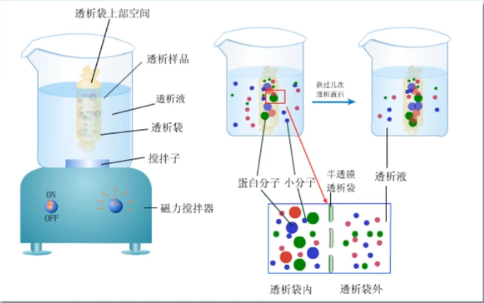 透析袋上部空间
透析样品
透析液
透析袋
搅拌子
ON
OFF
磁力搅拌器
换过几次
透析液后
蛋白分子
小分子
半透膜
透析袋
透析液
透析袋内
透析袋外